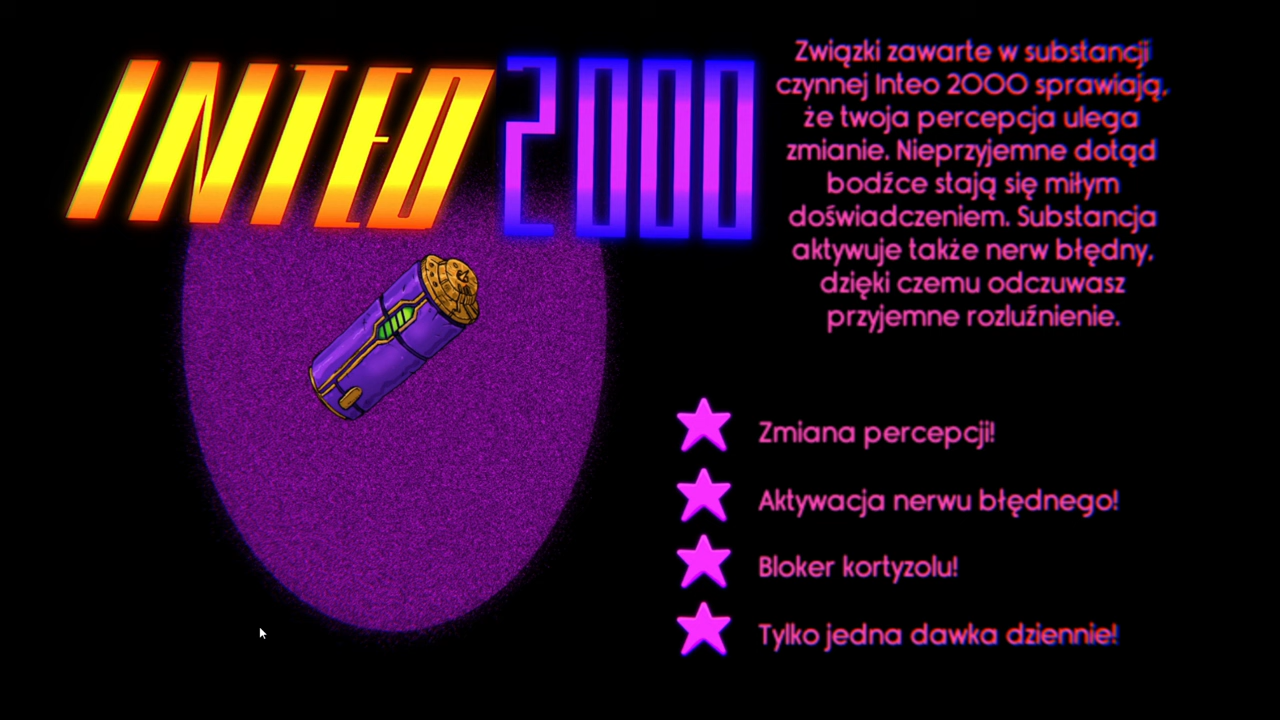 INTEO 2000
Związki zawarte w substancji
czynnej Inteo 2000 sprawiają,
że twoja percepcja ulega
zmianie. Nieprzyjemne dotąd
bodźce stają się miłym
doświadczeniem. Substancja
aktywuje także nerw błędny,
dzięki czemu odczuwasz
przyjemne rozluźnienie.
Zmiana percepcji!
Aktywacja nerwu błędnego!
Bloker kortyzolu!
Tylko jedna dawka dziennie!